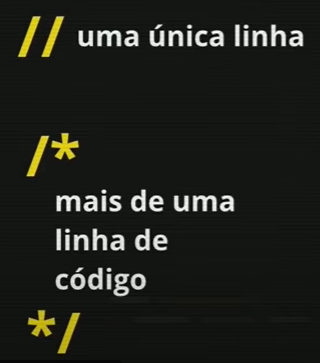 // uma única linha
/*
mais de uma
linha de
código
*/